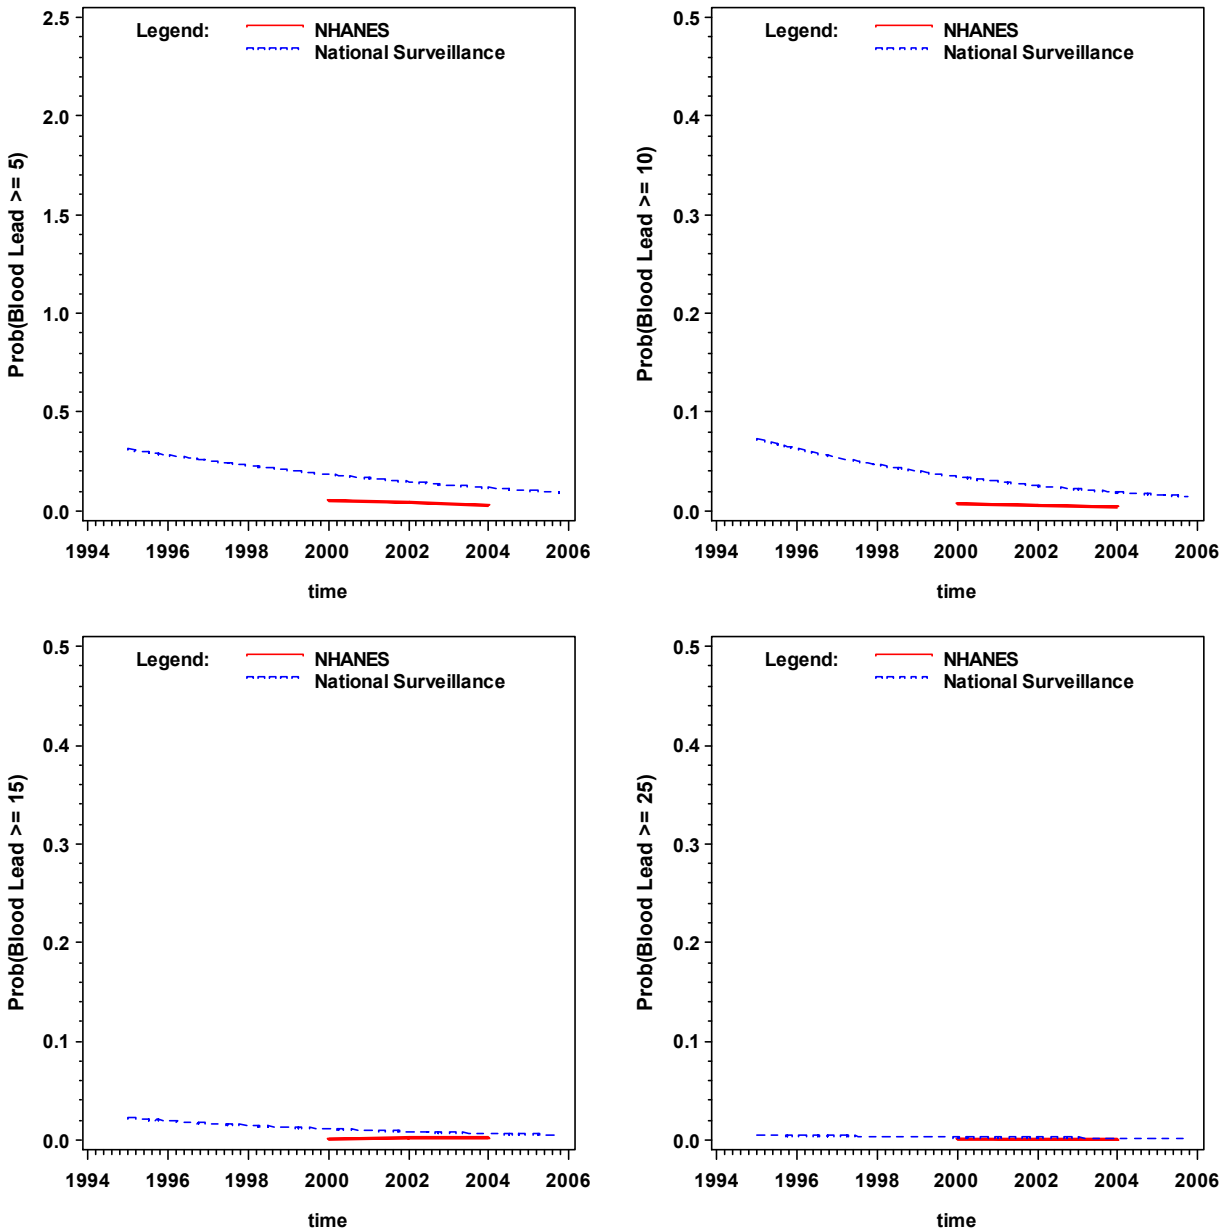 Legend: NHANES
National Surveillance
2.5
2.0
1.5
1.0
0.5
0.0
Prob(Blood Lead >= 5)
1994 1996 1998 2000 2002 2004 2006
time
Legend: NHANES
National Surveillance
0.5
0.4
0.3
0.2
0.1
0.0
Prob(Blood Lead >= 10)
1994 1996 1998 2000 2002 2004 2006
time
Legend: NHANES
National Surveillance
0.5
0.4
0.3
0.2
0.1
0.0
Prob(Blood Lead >= 15)
1994 1996 1998 2000 2002 2004 2006
time
Legend: NHANES
National Surveillance
0.5
0.4
0.3
0.2
0.1
0.0
Prob(Blood Lead >= 25)
1994 1996 1998 2000 2002 2004 2006
time